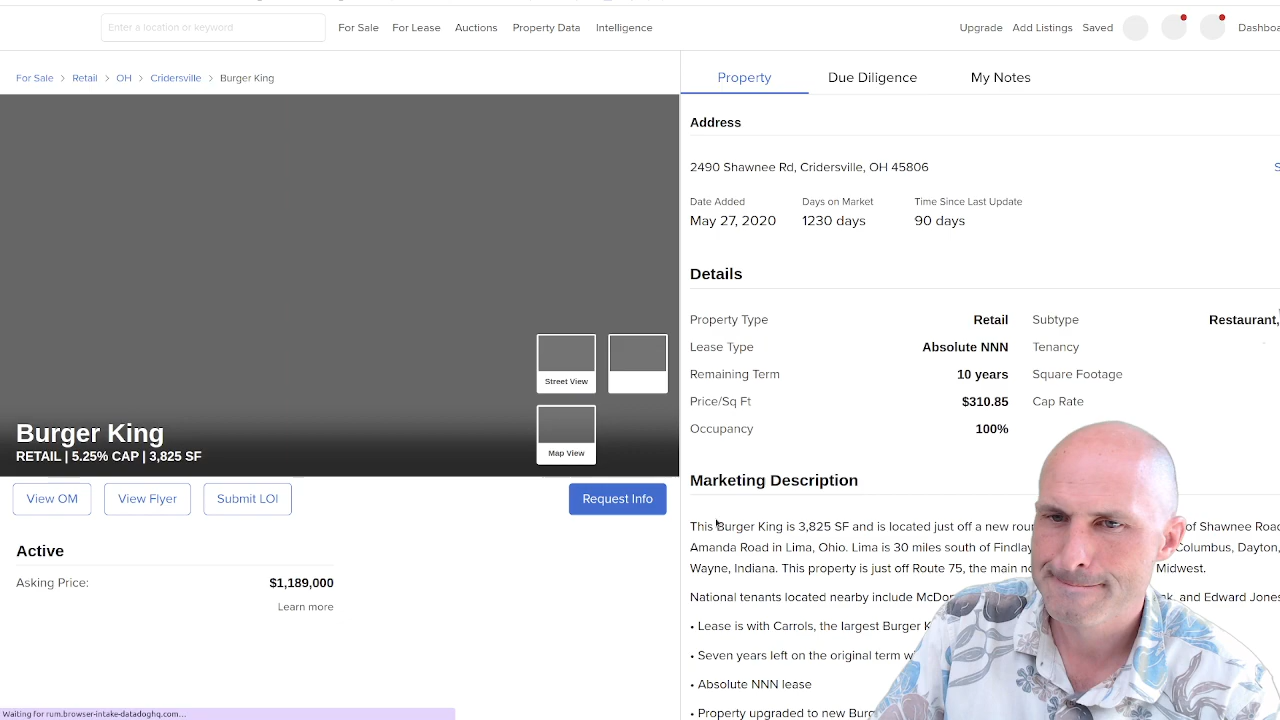 Enter a location or keyword
For Sale
For Lease
Auctions
Property Data
Intelligence
Upgrade
Add Listings
Saved
For Sale > Retail > OH > Cridersville > Burger King
Street View
Map View
Burger King
RETAIL | 5.25% CAP | 3,825 SF
View OM
View Flyer
Submit LOI
Request Info
Active
Asking Price: $1,189,000
Learn more
Waiting for rum.browser-intake-datadoghq.com...
Property
Due Diligence
My Notes
Address
2490 Shawnee Rd, Cridersville, OH 45806
Date Added Days on Market Time Since Last Update
May 27, 2020 1230 days 90 days
Details
Property Type Retail Subtype Restaurant,
Lease Type Absolute NNN Tenancy
Remaining Term 10 years Square Footage
Price/Sq Ft $310.85 Cap Rate
Occupancy 100%
Marketing Description
This Burger King is 3,825 SF and is located just off a new of Shawnee
Amanda Road in Lima, Ohio. Lima is 30 miles south of Findlay Columbus, Dayton,
Wayne, Indiana. This property is just off Route 75, the main Midwest.
National tenants located nearby include and Edward
• Lease is with Carrols, the largest Burger
• Seven years left on the original term
• Absolute NNN lease
• Property upgraded to new